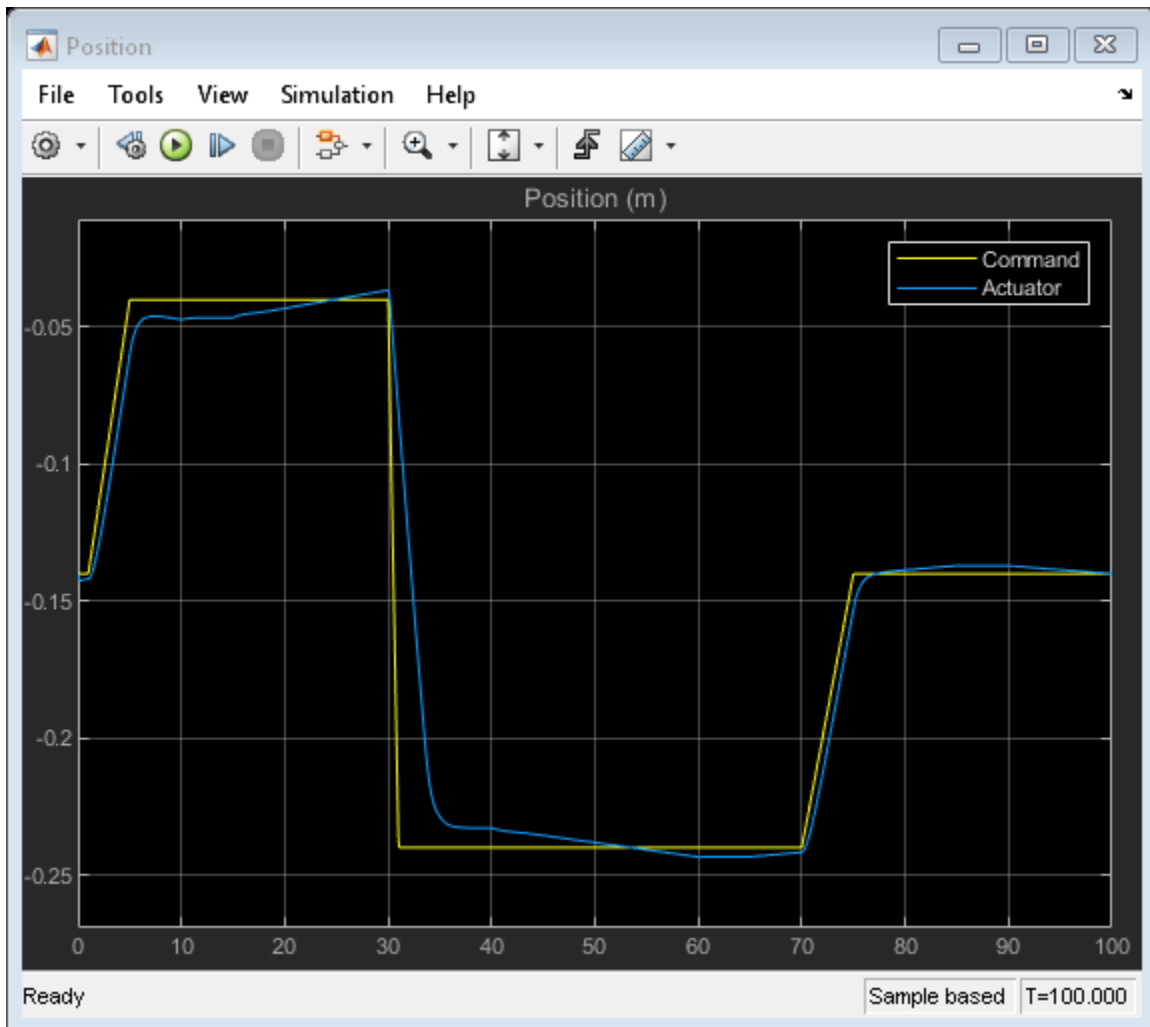 Position
File Tools View Simulation Help
Position (m)
Command
Actuator
-0.05
-0.1
-0.15
-0.2
-0.25
0 10 20 30 40 50 60 70 80 90 100
Ready Sample based T=100.000